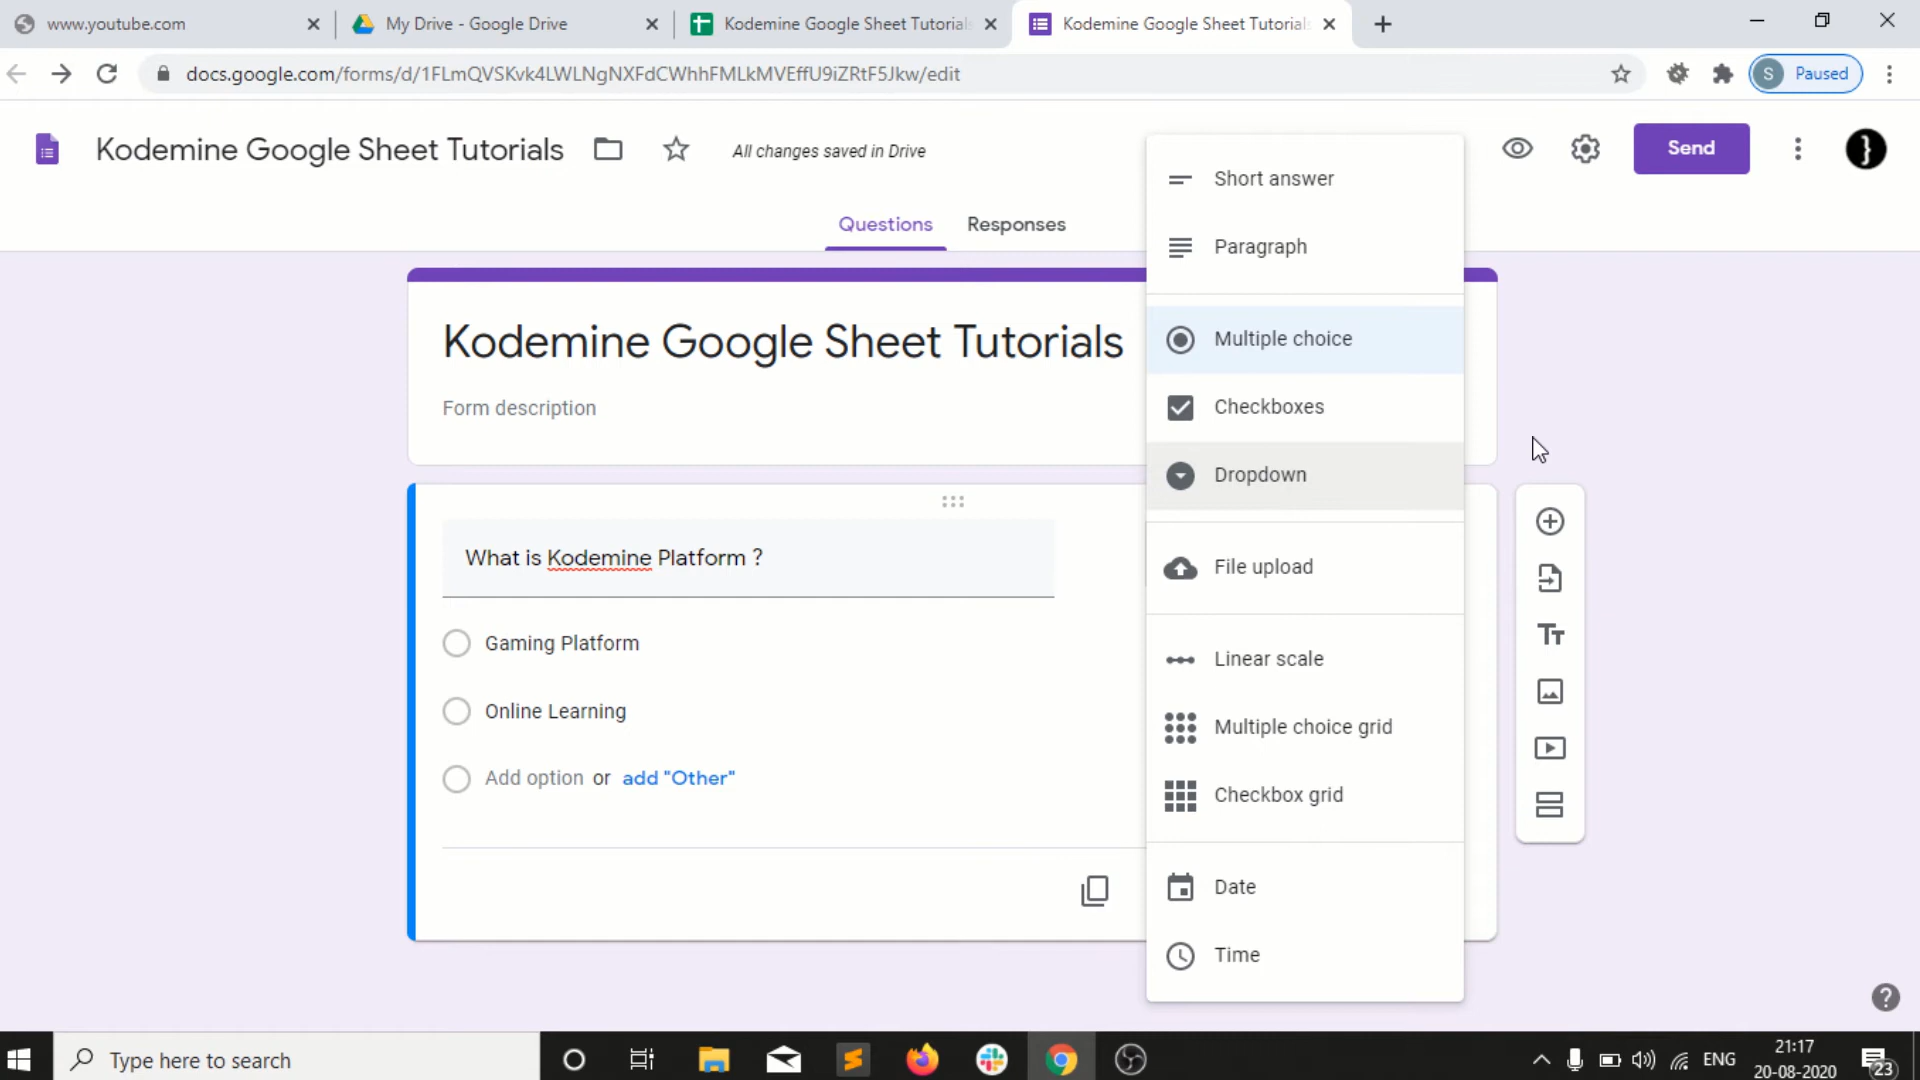 www.youtube.com
My Drive - Google Drive
Kodemine Google Sheet Tutorials
Kodemine Google Sheet Tutorials
docs.google.com/forms/d/1FLmQVSKvk4LWLNgNXFdCWhhFMLkMVEffU9iZRtF5Jkw/edit
S
Paused
Kodemine Google Sheet Tutorials
All changes saved in Drive
Send
}
Questions
Responses
Kodemine Google Sheet Tutorials
Form description
What is Kodemine Platform ?
Gaming Platform
Online Learning
Add option or add "Other"
Short answer
Paragraph
Multiple choice
Checkboxes
Dropdown
File upload
Linear scale
Multiple choice grid
Checkbox grid
Date
Time
Tт
Type here to search
ENG
21:17
20-08-2020
23